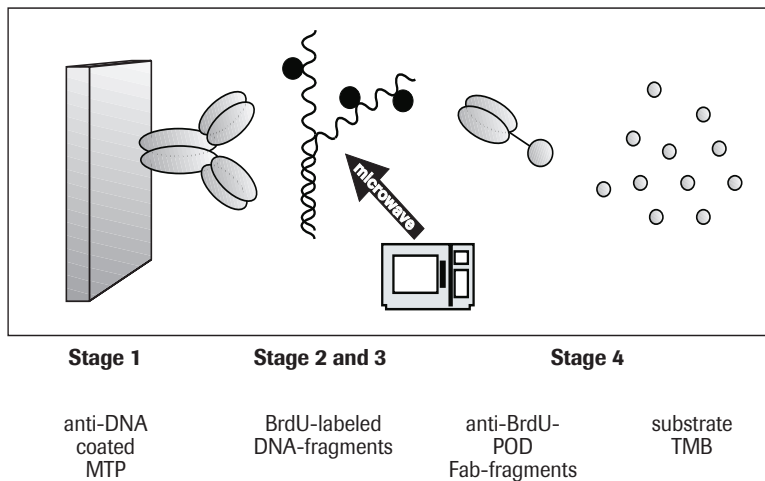 microwave
Stage 1
Stage 2 and 3
Stage 4
anti-DNA
coated
MTP
BrdU-labeled
DNA-fragments
anti-BrdU-
POD
Fab-fragments
substrate
TMB